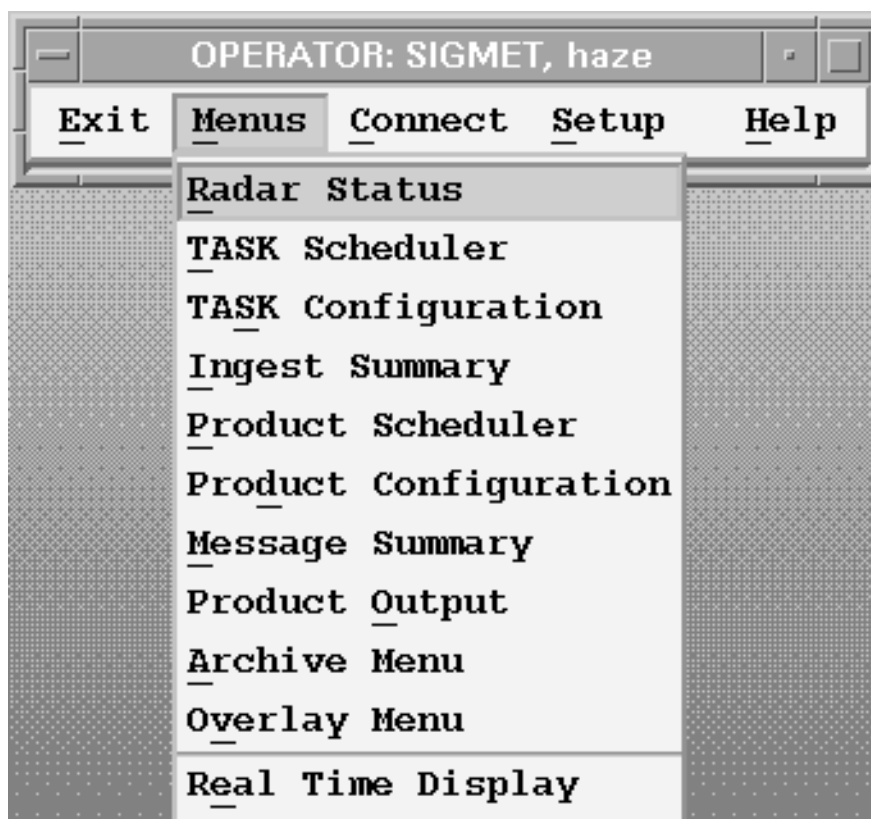 OPERATOR: SIGMET, haze
Exit Menus Connect Setup Help
Radar Status
TASK Scheduler
TASK Configuration
Ingest Summary
Product Scheduler
Product Configuration
Message Summary
Product Output
Archive Menu
Overlay Menu
Real Time Display